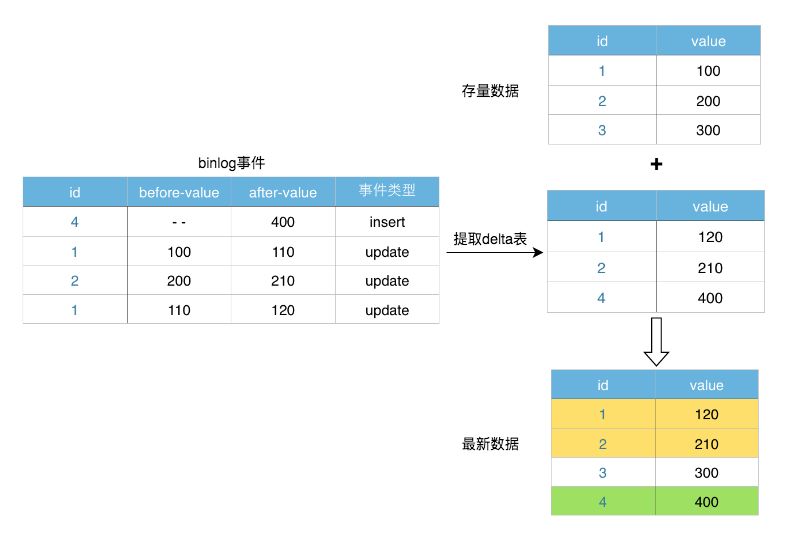 id value
存量数据
1 100
2 200
3 300
+
binlog事件
id before-value after-value 事件类型
4 - - 400 insert
1 100 110 update
2 200 210 update
1 110 120 update
提取delta表
id value
1 120
2 210
4 400
id value
1 120
2 210
最新数据
3 300
4 400